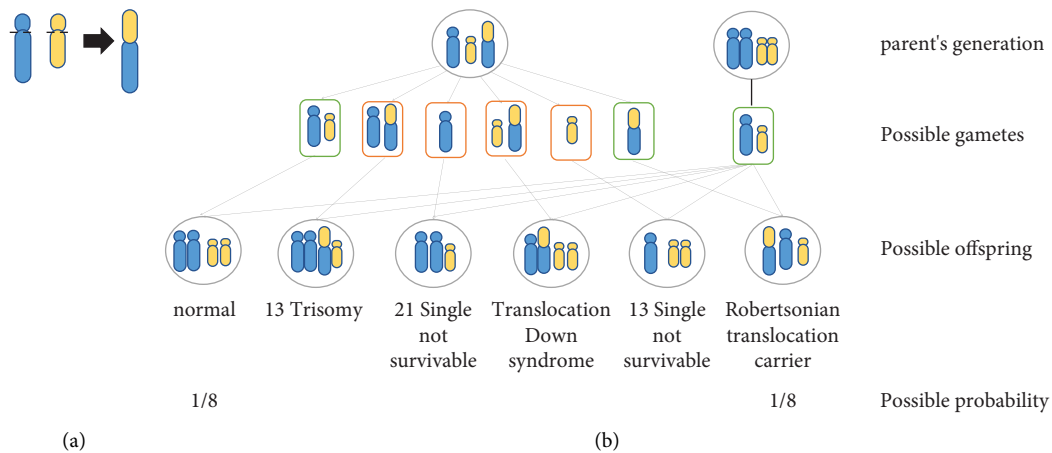 parent's generation
Possible gametes
Possible offspring
normal
13 Trisomy
21 Single
not
survivable
Translocation
Down
syndrome
13 Single
not
survivable
Robertsonian
translocation
carrier
1/8
1/8
Possible probability
(a)
(b)